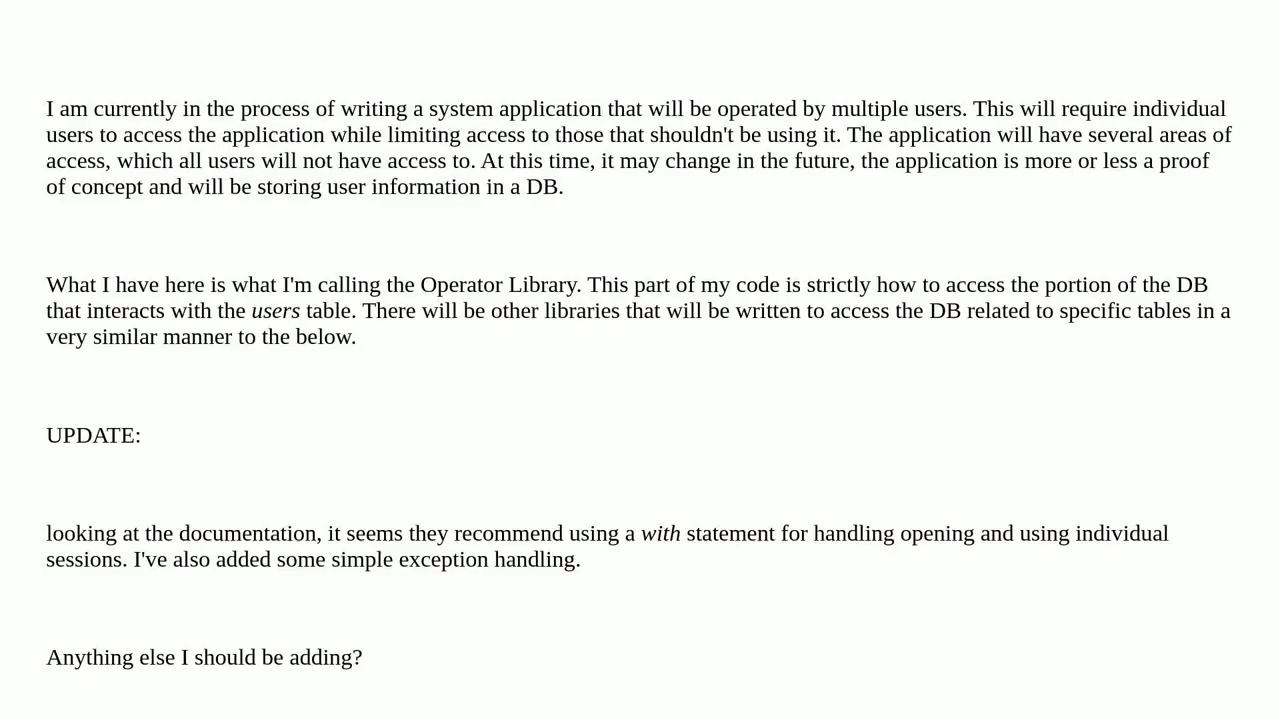 I am currently in the process of writing a system application that will be operated by multiple users. This will require individual
users to access the application while limiting access to those that shouldn't be using it. The application will have several areas of
access, which all users will not have access to. At this time, it may change in the future, the application is more or less a proof
of concept and will be storing user information in a DB.
What I have here is what I'm calling the Operator Library. This part of my code is strictly how to access the portion of the DB
that interacts with the users table. There will be other libraries that will be written to access the DB related to specific tables in a
very similar manner to the below.
UPDATE:
looking at the documentation, it seems they recommend using a with statement for handling opening and using individual
sessions. I've also added some simple exception handling.
Anything else I should be adding?